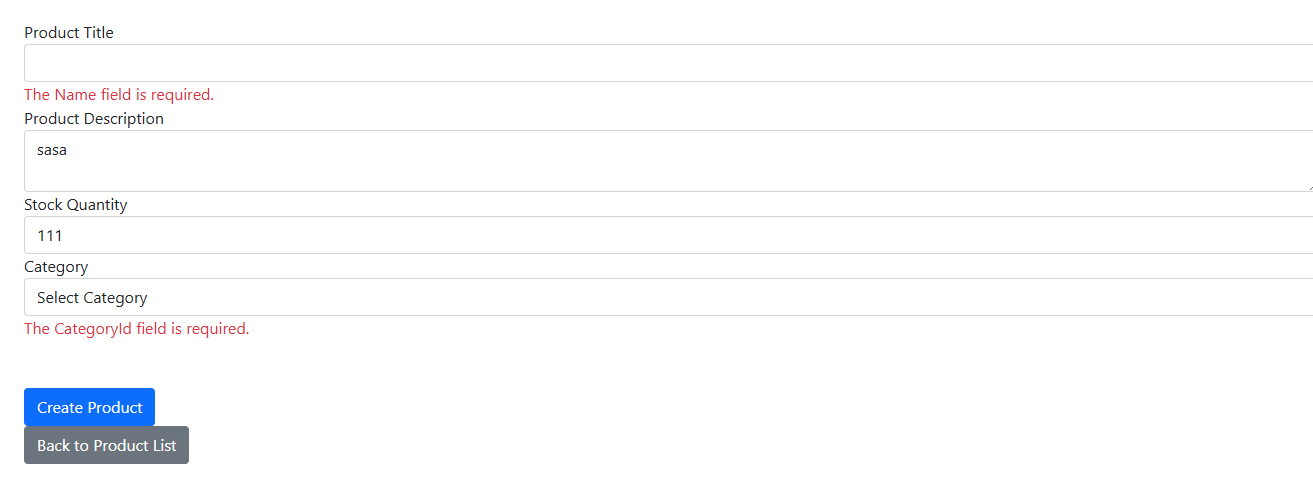 Product Title
The Name field is required.
Product Description
sasa
Stock Quantity
111
Category
Select Category
The CategoryId field is required.
Create Product
Back to Product List